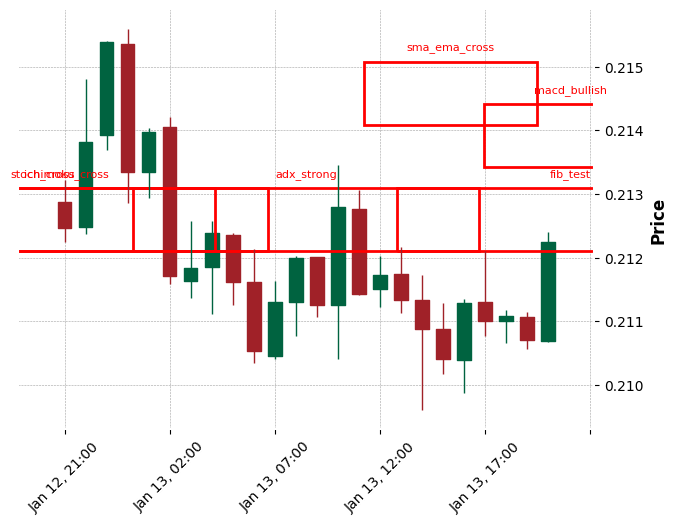 sma_ema_cross
0.215
macd_bullish
0.214
adx_strong
fib_test
0.213
0.212
0.211
0.210
Price
Jan 12, 21:00
Jan 13, 02:00
Jan 13, 07:00
Jan 13, 12:00
Jan 13, 17:00